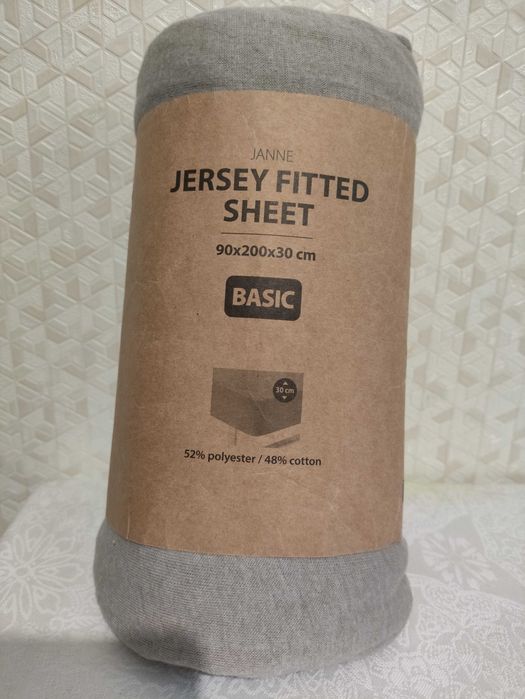 JANNE
JERSEY FITTED
SHEET
90x200x30 cm
BASIC
30 cm
52% polyester / 48% cotton